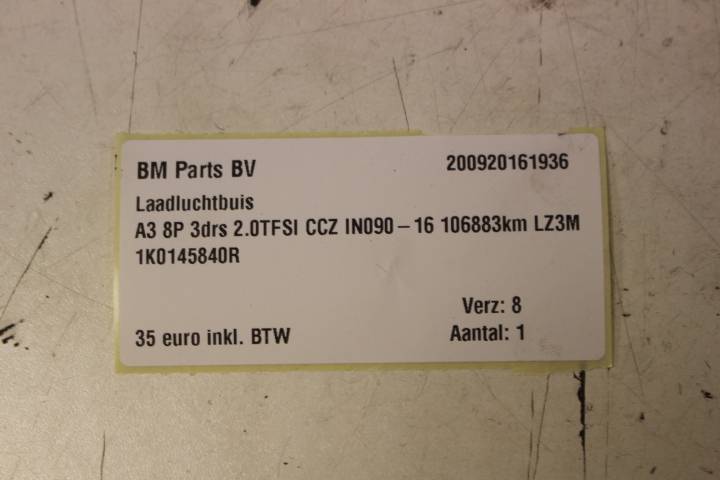 BM Parts BV 200920161936
Laadluchtbuis
A3 8P 3drs 2.0TFSI CCZ IN090-16 106883km LZ3M
1K0145840R
Verz: 8
35 euro inkl. BTW Aantal: 1